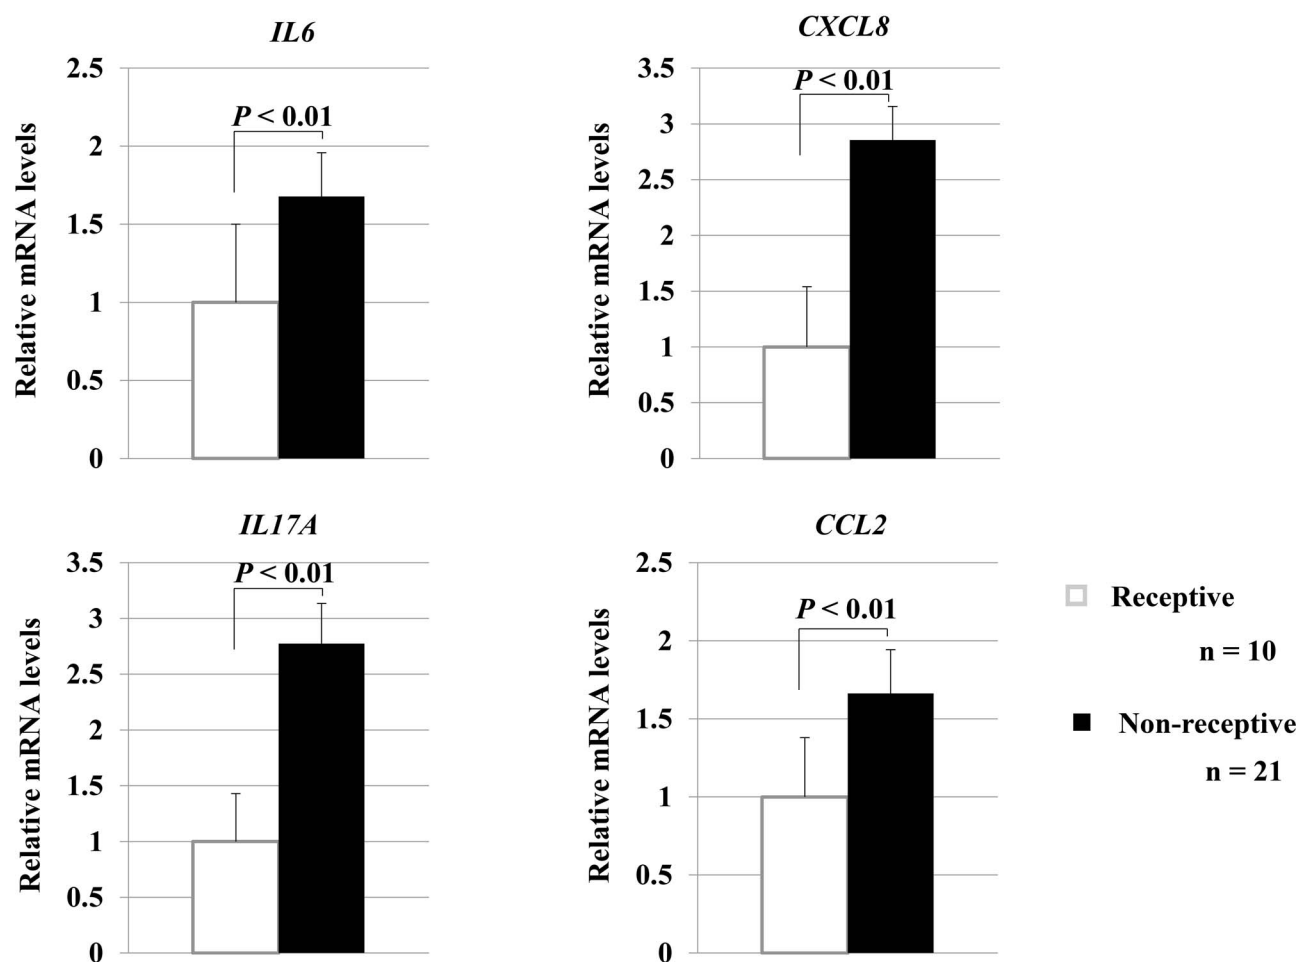 IL6
Relative mRNA levels
2.5
2
1.5
1
0.5
0
P < 0.01
CXCL8
Relative mRNA levels
3.5
3
2.5
2
1.5
1
0.5
0
P < 0.01
IL17A
Relative mRNA levels
3.5
3
2.5
2
1.5
1
0.5
0
P < 0.01
CCL2
Relative mRNA levels
2.5
2
1.5
1
0.5
0
P < 0.01
Receptive
n = 10
Non-receptive
n = 21